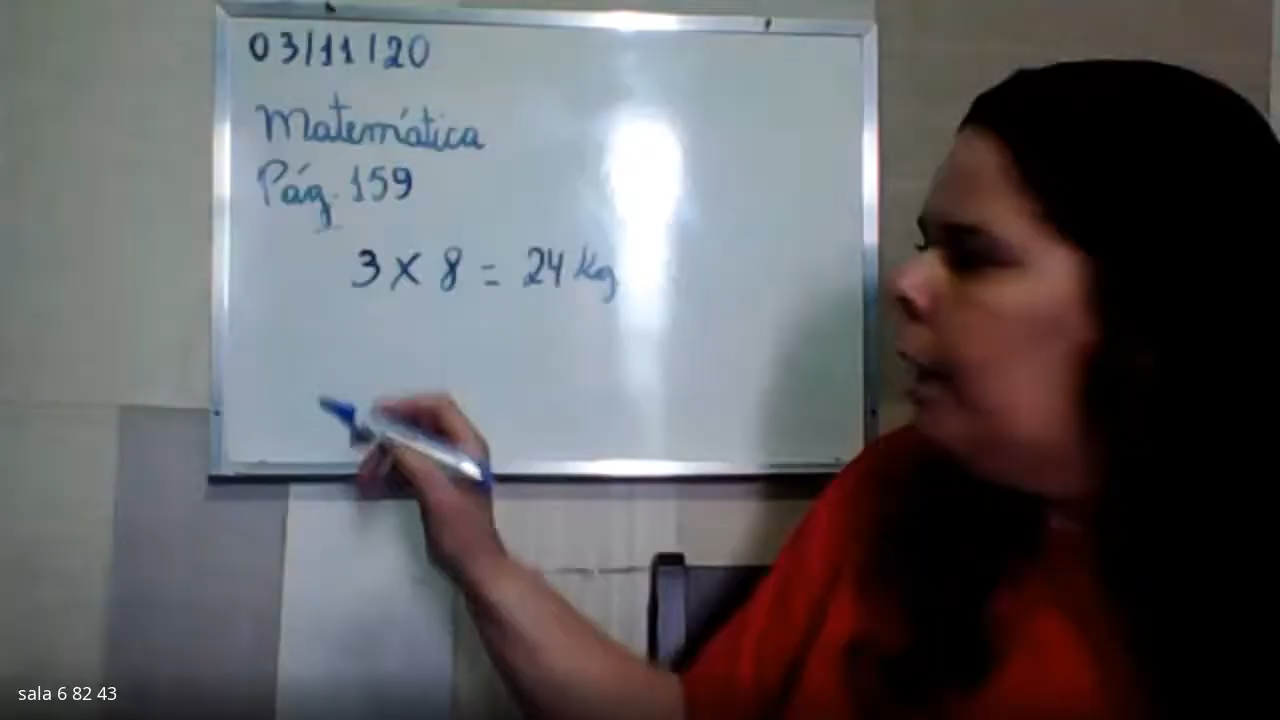 03/11/20
Matemática
Pág. 159
3 x 8 = 24 kg
sala 6 82 43